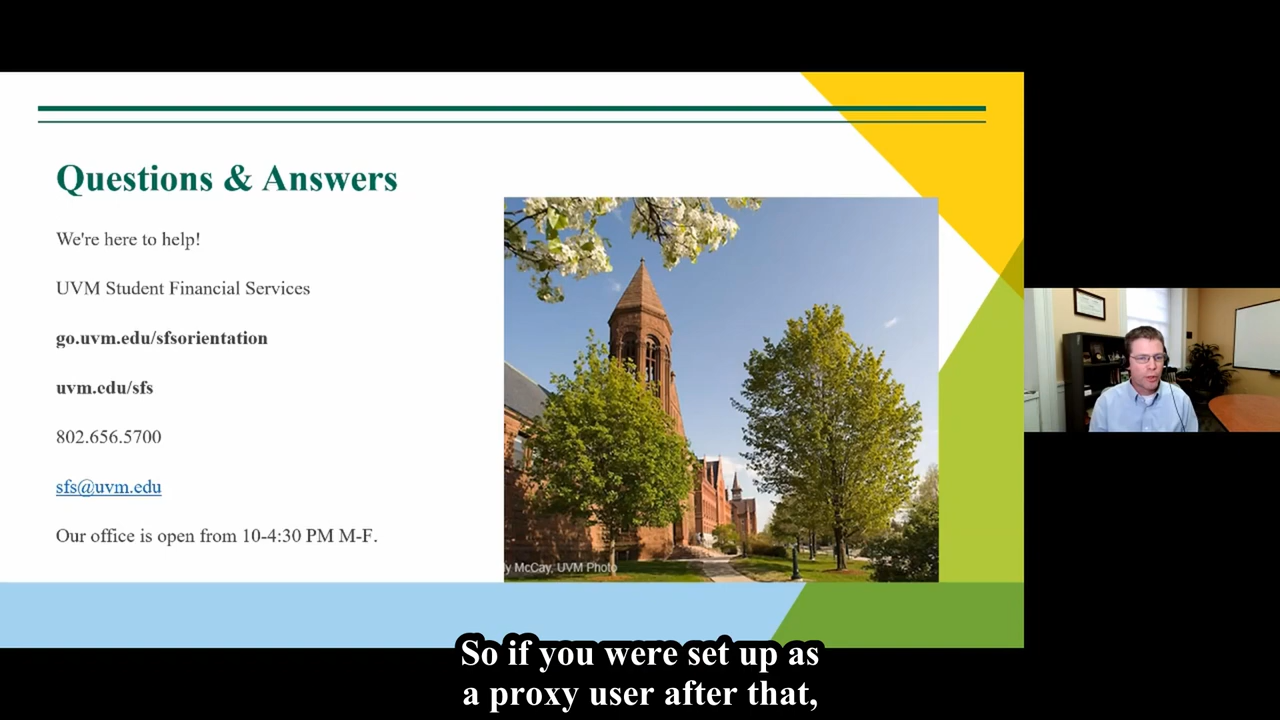 Questions & Answers
We're here to help!
UVM Student Financial Services
go.uvm.edu/sfsorientation
uvm.edu/sfs
802.656.5700
sfs@uvm.edu
Our office is open from 10-4:30 PM M-F.
y McCay, UVM Photo
So if you were set up as
a proxy user after that,